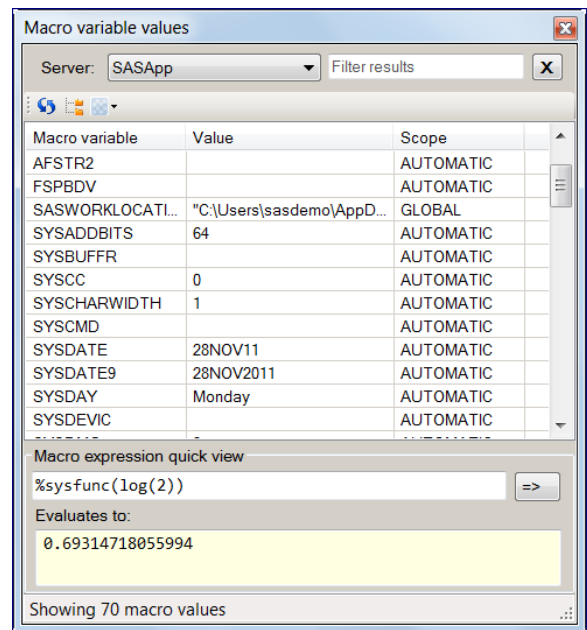 Macro variable values
Server: SASApp Filter results X
Macro variable Value Scope
AFSTR2 AUTOMATIC
FSPBDV AUTOMATIC
SASWORKLOCATI... "C:\Users\sasdemo\AppD... GLOBAL
SYSADDBITS 64 AUTOMATIC
SYSBUFFR AUTOMATIC
SYSCC 0 AUTOMATIC
SYSCHARWIDTH 1 AUTOMATIC
SYSCMD AUTOMATIC
SYSDATE 28NOV11 AUTOMATIC
SYSDATE9 28NOV2011 AUTOMATIC
SYSDAY Monday AUTOMATIC
SYSDEVIC AUTOMATIC
Macro expression quick view
%sysfunc(log(2)) =>
Evaluates to:
0.69314718055994
Showing 70 macro values